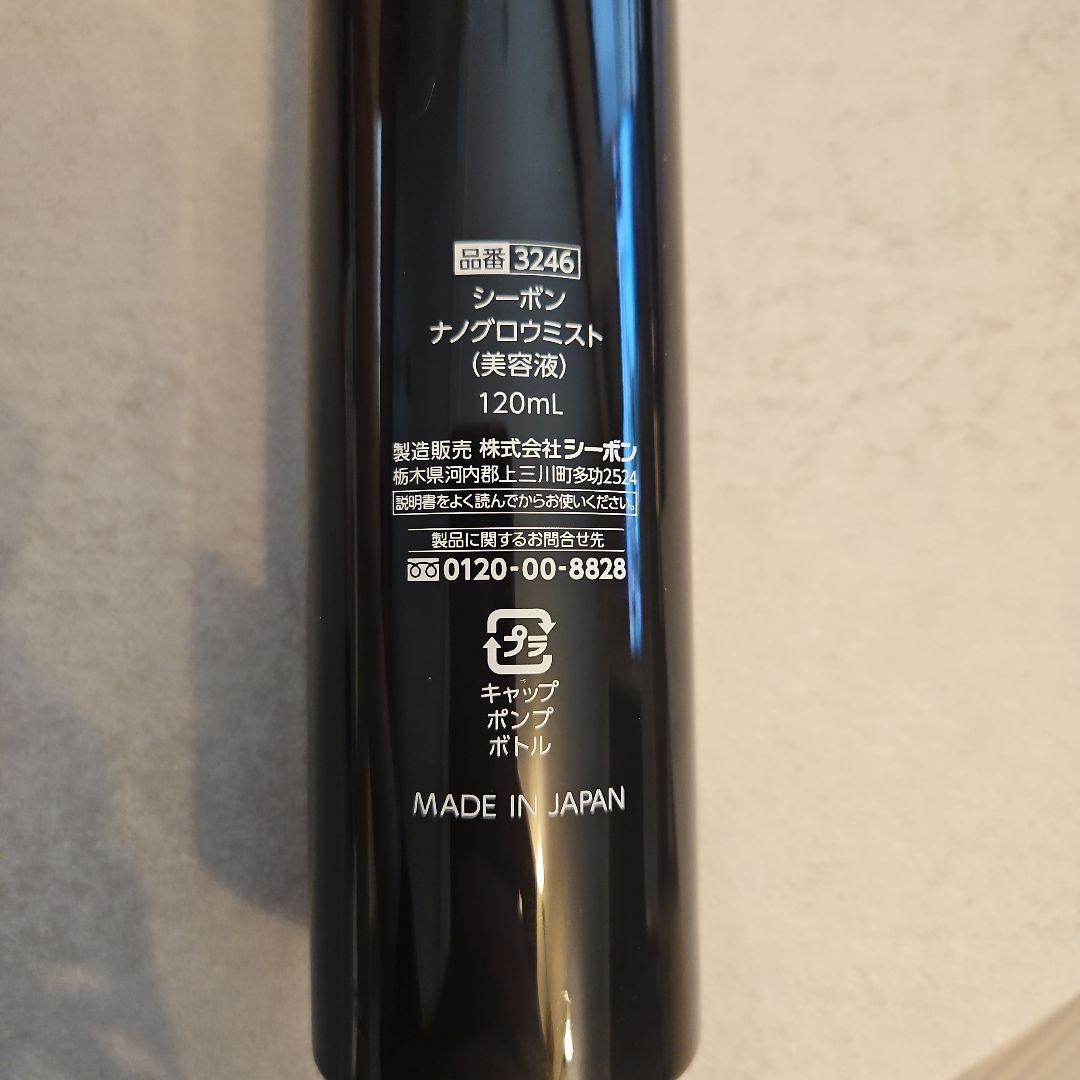 品番 3246
シーボン
ナノグロウミスト
(美容液)
120mL
製造販売 株式会社シーボン
栃木県河内郡上三川町多功2524
説明書をよく読んでからお使いください。
製品に関するお問合せ先
0120-00-8828
プラ
キャップ
ポンプ
ボトル
MADE IN JAPAN